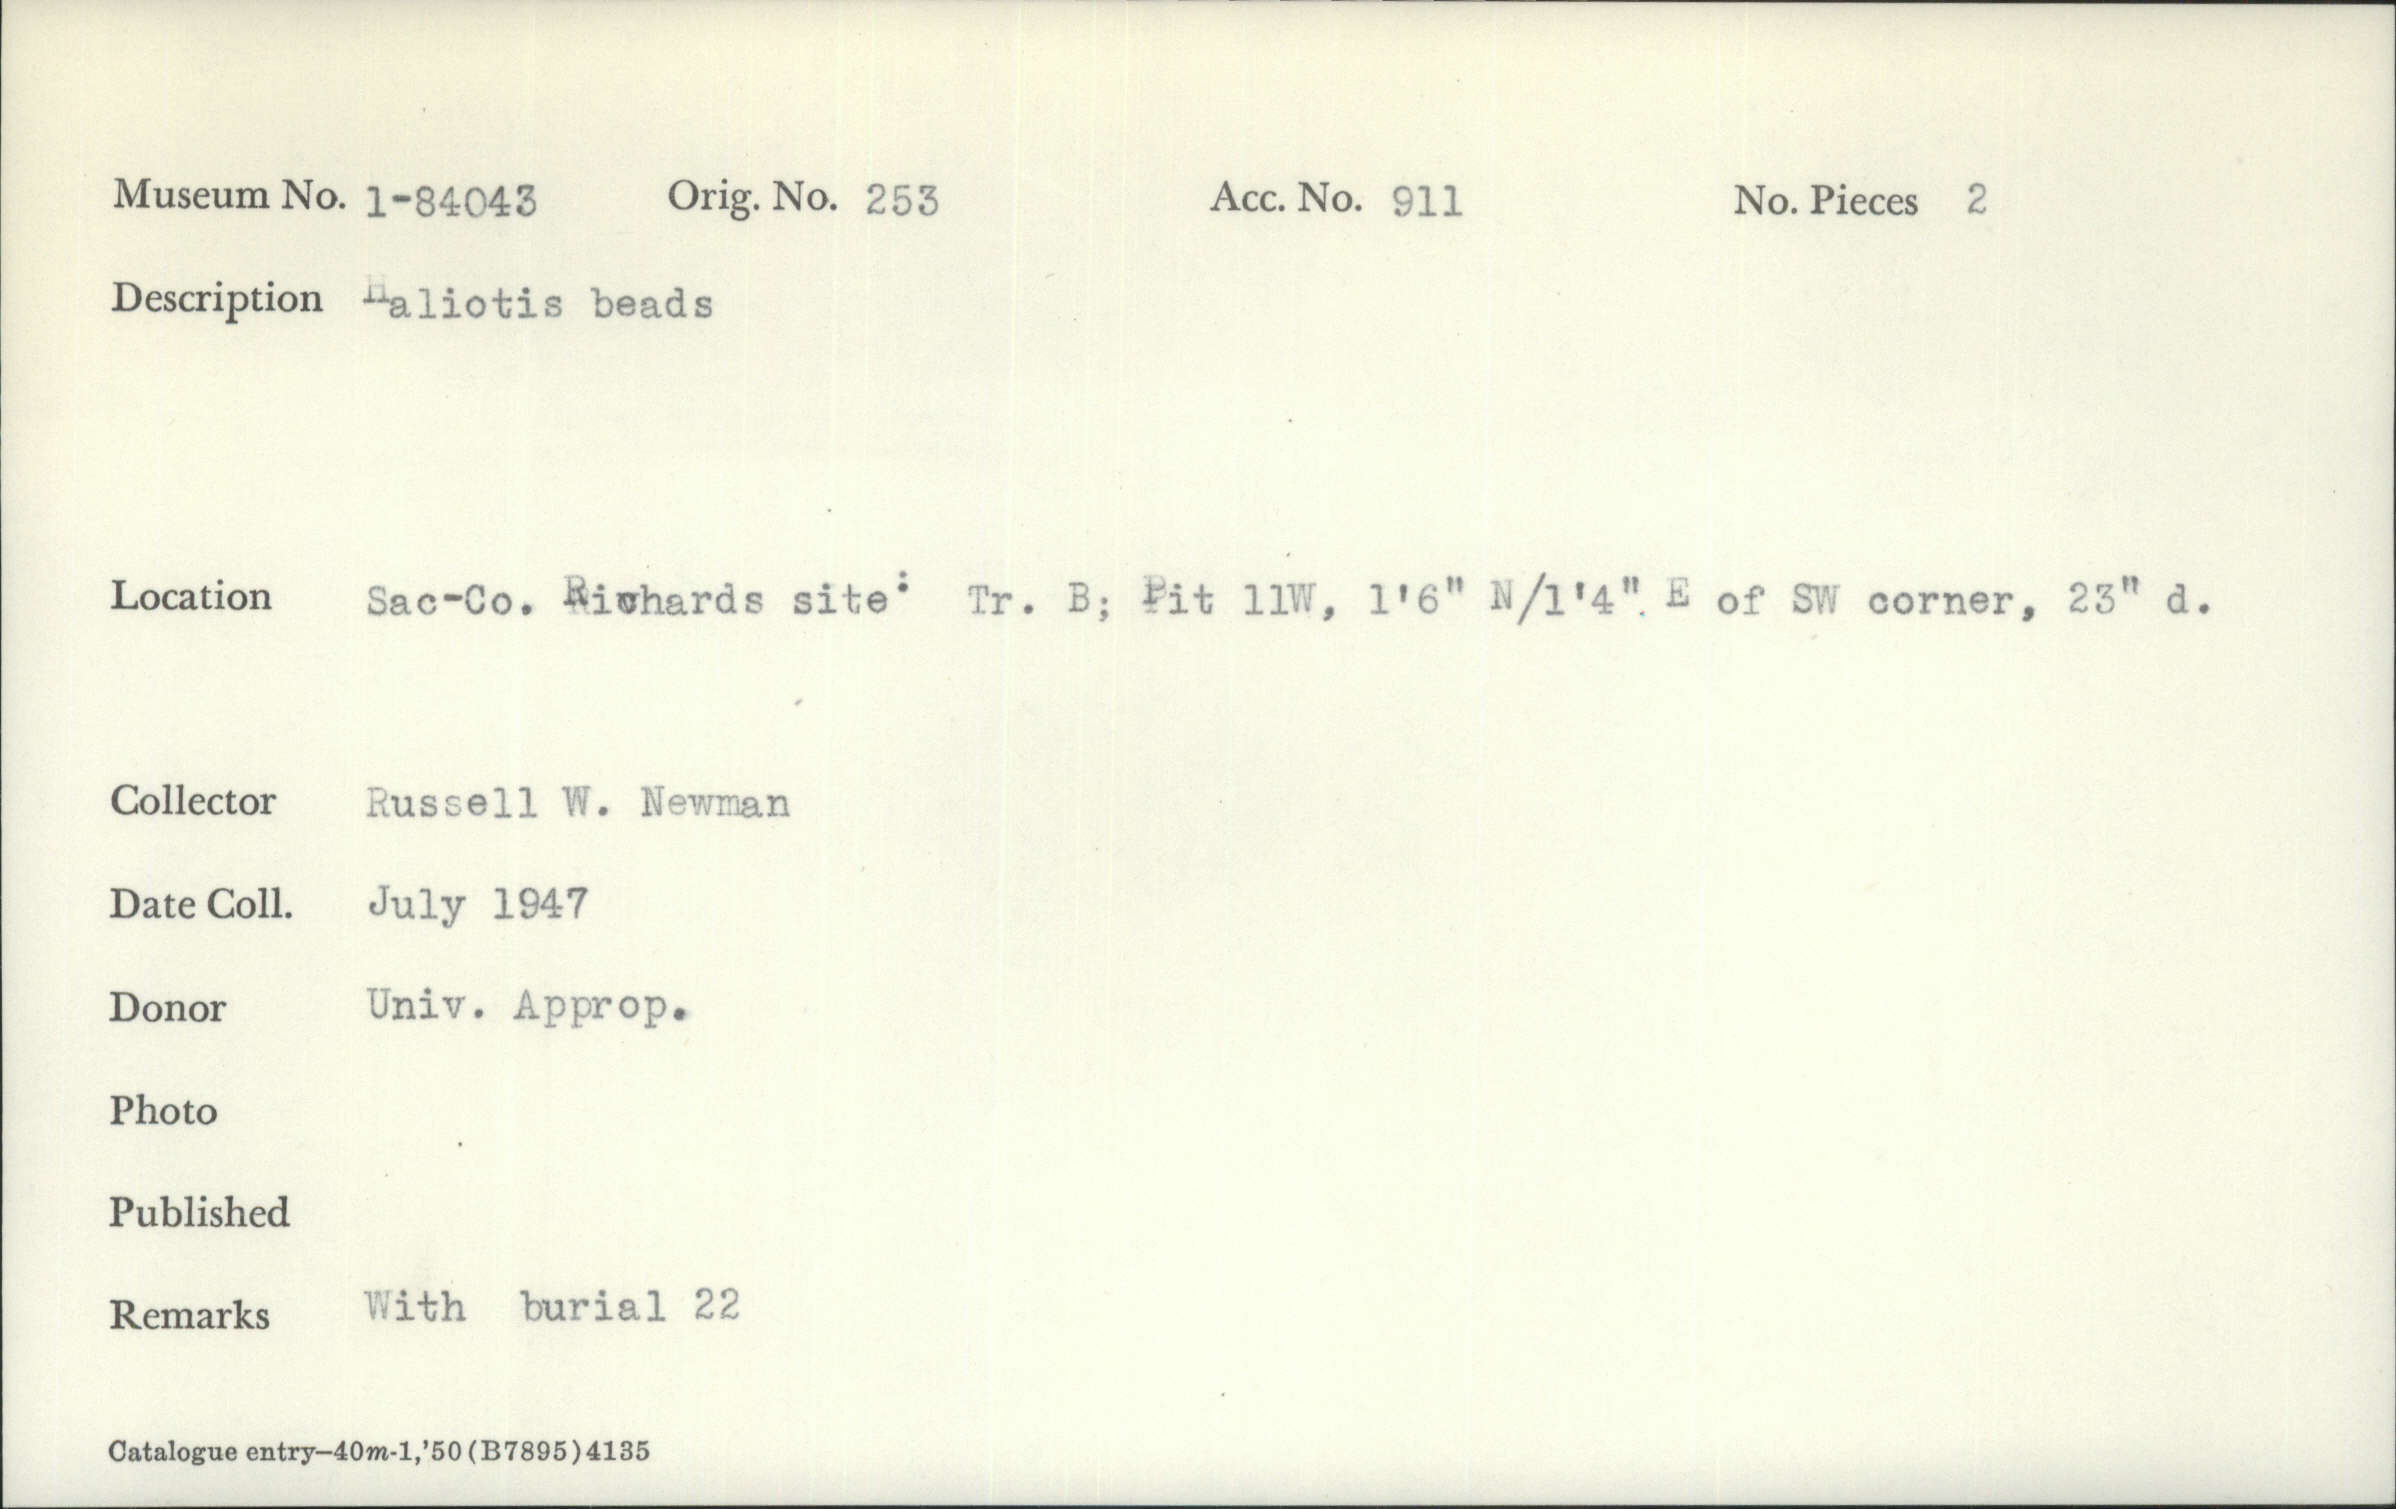 Museum No. 1-84043 Orig. No. 253 Acc. No. 911 No. Pieces 2
Description Haliotis beads
Location Sac-Co. Richards site: Tr. B; Pit 11W, 1'6" N/1'4" E of SW corner, 23" d.
Collector Russell W. Newman
Date Coll. July 1947
Donor Univ. Approp.
Photo
Published
Remarks With burial 22
Catalogue entry—40m-1,'50(B7895)4135